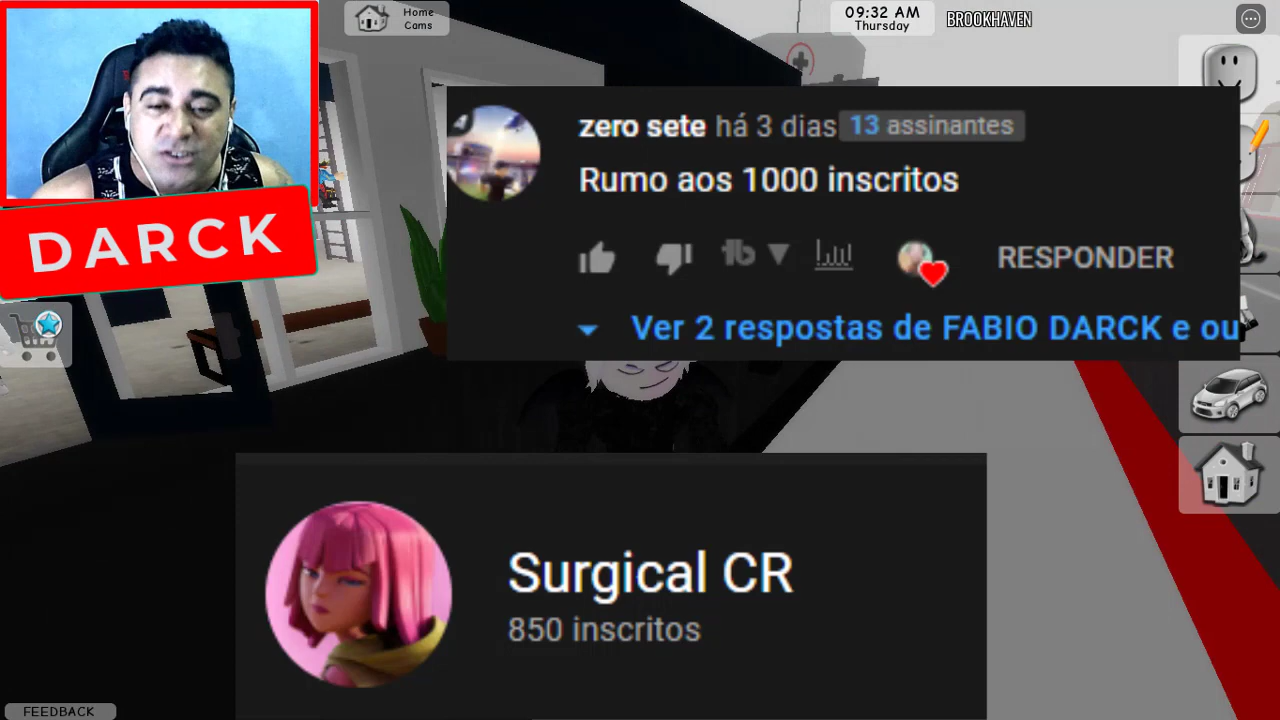 Home
Cams
09:32 AM
Thursday
BROOKHAVEN
zero sete há 3 dias 13 assinantes
Rumo aos 1000 inscritos
RESPONDER
Ver 2 respostas de FABIO DARCK e ou
DARCK
Surgical CR
850 inscritos
FEEDBACK